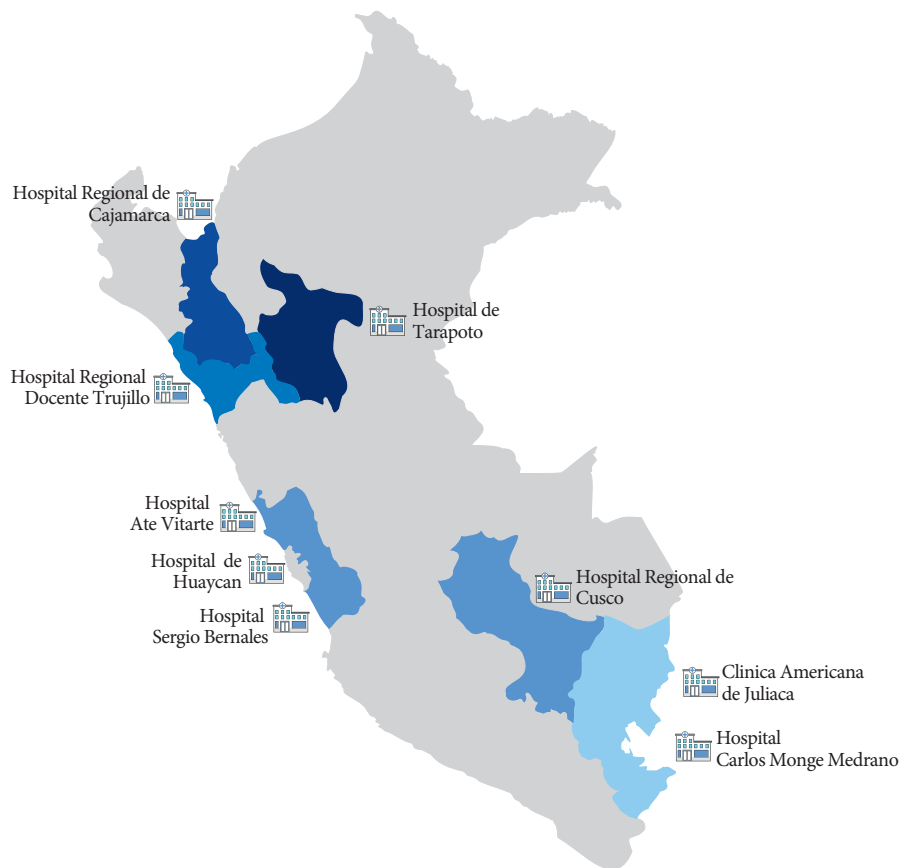 Hospital Regional de
Cajamarca
Hospital de
Tarapoto
Hospital Regional
Docente Trujillo
Hospital
Ate Vitarte
Hospital de
Huaycan
Hospital
Sergio Bernales
Hospital Regional de
Cusco
Clinica Americana
de Juliaca
Hospital
Carlos Monge Medrano